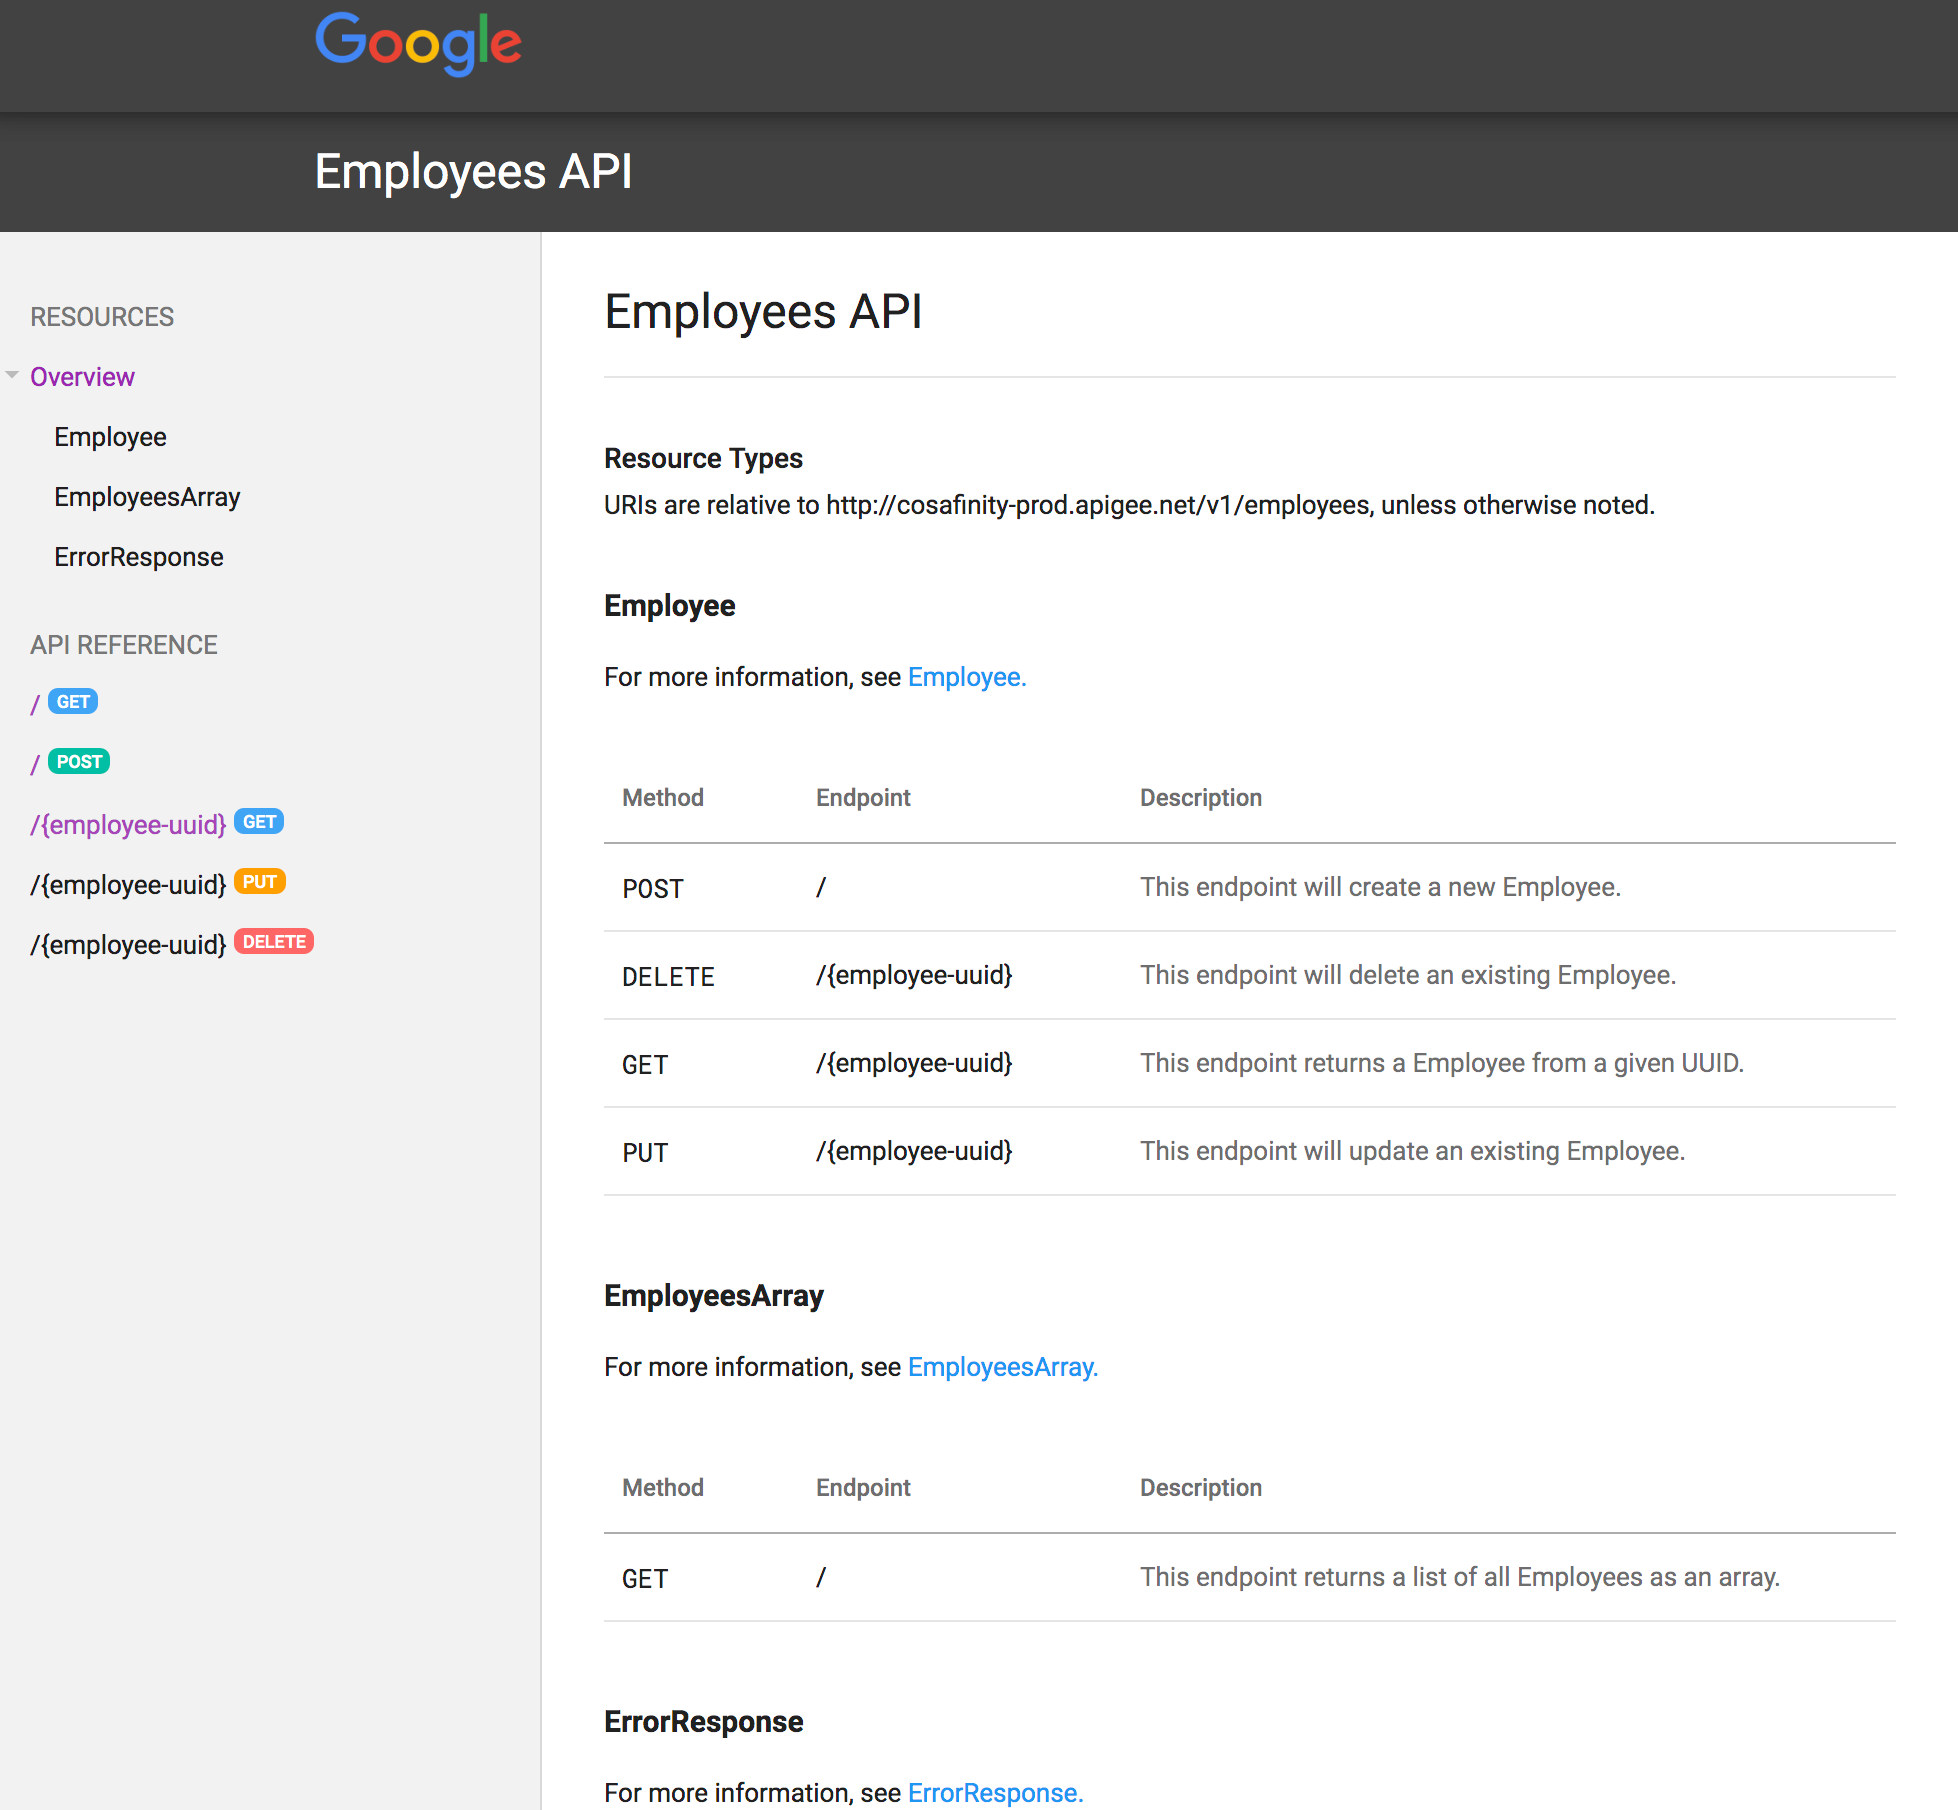 Google
Employees API
RESOURCES
Overview
Employee
EmployeesArray
ErrorResponse
API REFERENCE
/ GET
/ POST
/{employee-uuid} GET
/{employee-uuid} PUT
/{employee-uuid} DELETE
Employees API
Resource Types
URIs are relative to http://cosafinity-prod.apigee.net/v1/employees, unless otherwise noted.
Employee
For more information, see Employee.
Method Endpoint Description
POST / This endpoint will create a new Employee.
DELETE /{employee-uuid} This endpoint will delete an existing Employee.
GET /{employee-uuid} This endpoint returns a Employee from a given UUID.
PUT /{employee-uuid} This endpoint will update an existing Employee.
EmployeesArray
For more information, see EmployeesArray.
Method Endpoint Description
GET / This endpoint returns a list of all Employees as an array.
ErrorResponse
For more information, see ErrorResponse.